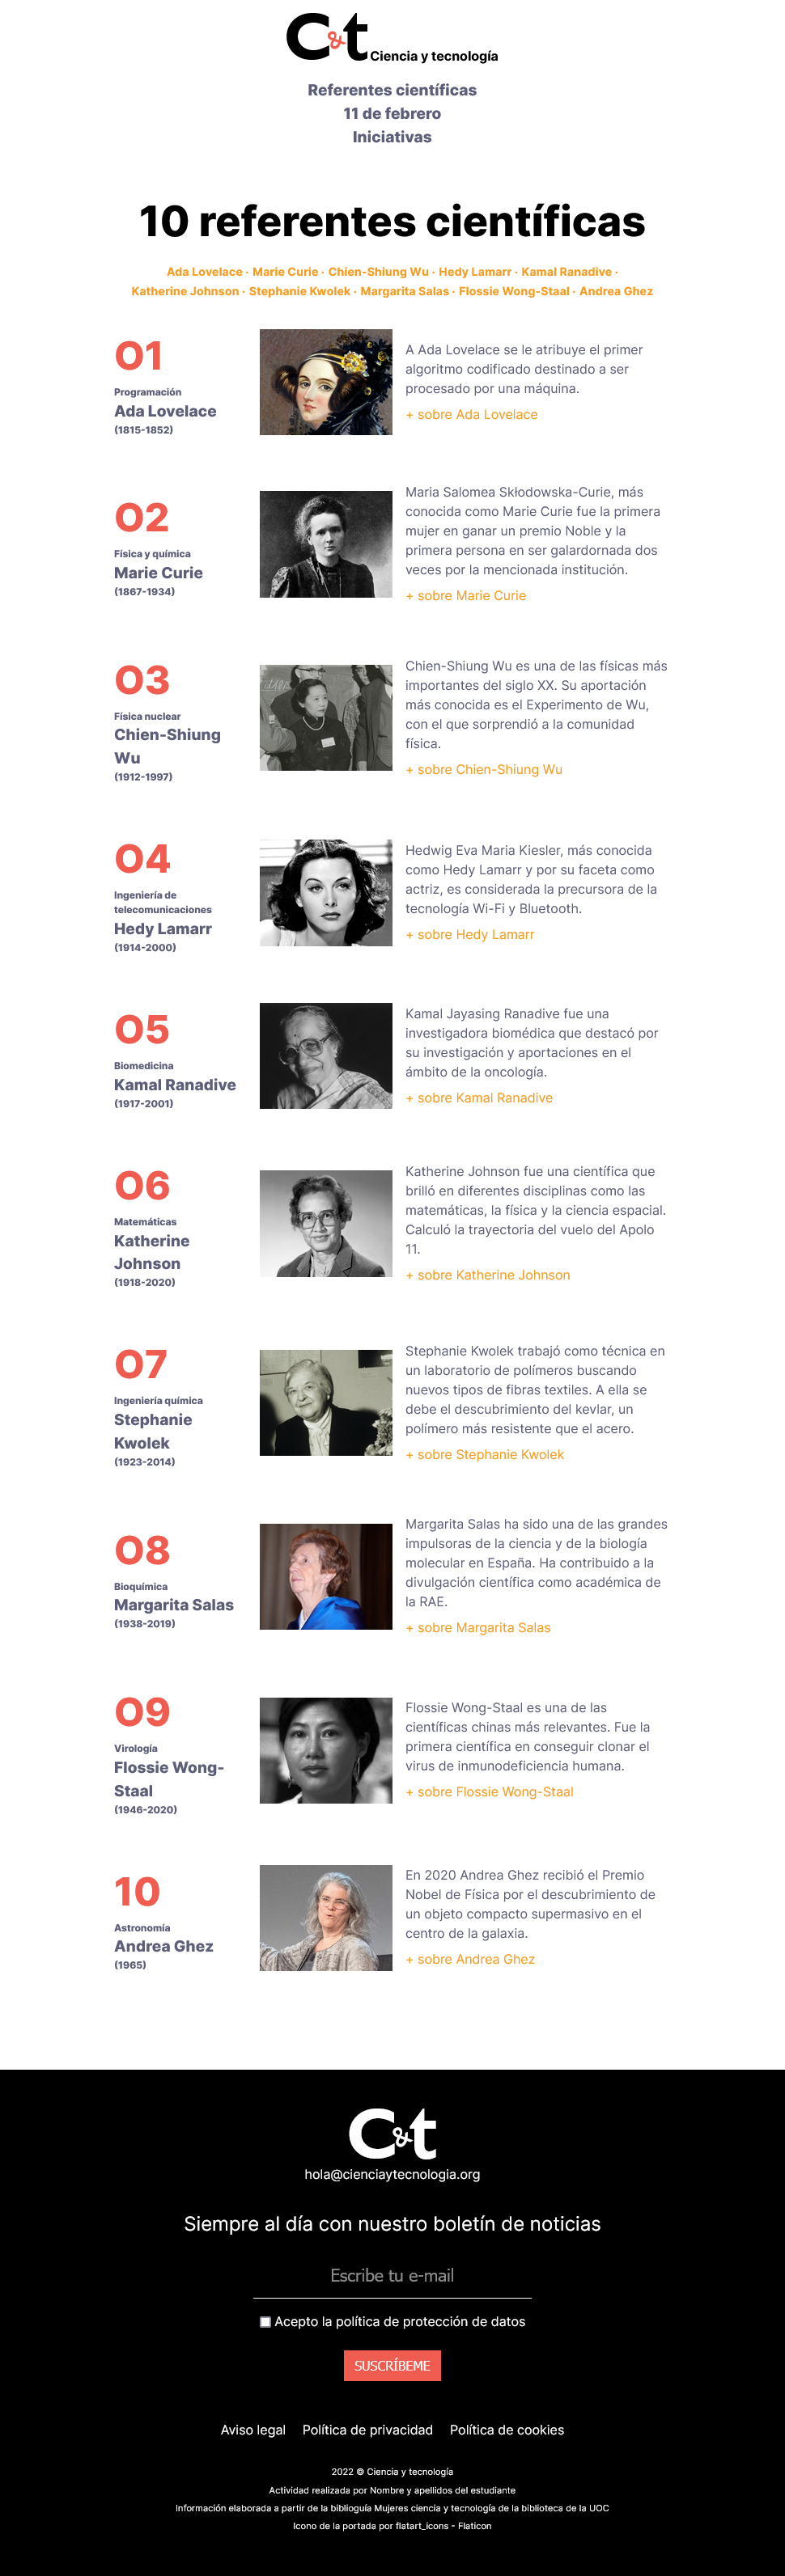 C&t Ciencia y tecnología
Referentes científicas
11 de febrero
Iniciativas
10 referentes científicas
Ada Lovelace · Marie Curie · Chien-Shiung Wu · Hedy Lamarr · Kamal Ranadive ·
Katherine Johnson · Stephanie Kwolek · Margarita Salas · Flossie Wong-Staal · Andrea Ghez
01
Programación
Ada Lovelace
(1815-1852)
A Ada Lovelace se le atribuye el primer
algoritmo codificado destinado a ser
procesado por una máquina.
+ sobre Ada Lovelace
02
Física y química
Marie Curie
(1867-1934)
Maria Salomea Skłodowska-Curie, más
conocida como Marie Curie fue la primera
mujer en ganar un premio Noble y la
primera persona en ser galardornada dos
veces por la mencionada institución.
+ sobre Marie Curie
03
Física nuclear
Chien-Shiung
Wu
(1912-1997)
Chien-Shiung Wu es una de las físicas más
importantes del siglo XX. Su aportación
más conocida es el Experimento de Wu,
con el que sorprendió a la comunidad
física.
+ sobre Chien-Shiung Wu
04
Ingeniería de
telecomunicaciones
Hedy Lamarr
(1914-2000)
Hedwig Eva Maria Kiesler, más conocida
como Hedy Lamarr y por su faceta como
actriz, es considerada la precursora de la
tecnología Wi-Fi y Bluetooth.
+ sobre Hedy Lamarr
05
Biomedicina
Kamal Ranadive
(1917-2001)
Kamal Jayasing Ranadive fue una
investigadora biomédica que destacó por
su investigación y aportaciones en el
ámbito de la oncología.
+ sobre Kamal Ranadive
06
Matemáticas
Katherine
Johnson
(1918-2020)
Katherine Johnson fue una científica que
brilló en diferentes disciplinas como las
matemáticas, la física y la ciencia espacial.
Calculó la trayectoria del vuelo del Apolo
11.
+ sobre Katherine Johnson
07
Ingeniería química
Stephanie
Kwolek
(1923-2014)
Stephanie Kwolek trabajó como técnica en
un laboratorio de polímeros buscando
nuevos tipos de fibras textiles. A ella se
debe el descubrimiento del kevlar, un
polímero más resistente que el acero.
+ sobre Stephanie Kwolek
08
Bioquímica
Margarita Salas
(1938-2019)
Margarita Salas ha sido una de las grandes
impulsoras de la ciencia y de la biología
molecular en España. Ha contribuido a la
divulgación científica como académica de
la RAE.
+ sobre Margarita Salas
09
Virología
Flossie Wong-
Staal
(1946-2020)
Flossie Wong-Staal es una de las
científicas chinas más relevantes. Fue la
primera científica en conseguir clonar el
virus de inmunodeficiencia humana.
+ sobre Flossie Wong-Staal
10
Astronomía
Andrea Ghez
(1965)
En 2020 Andrea Ghez recibió el Premio
Nobel de Física por el descubrimiento de
un objeto compacto supermasivo en el
centro de la galaxia.
+ sobre Andrea Ghez
C&t
hola@cienciaytecnologia.org
Siempre al día con nuestro boletín de noticias
Escribe tu e-mail
Acepto la política de protección de datos
SUSCRÍBEME
Aviso legal Política de privacidad Política de cookies
2022 © Ciencia y tecnología
Actividad realizada por Nombre y apellidos del estudiante
Información elaborada a partir de la biblioguía Mujeres ciencia y tecnología de la biblioteca de la UOC
Icono de la portada por flatart_icons - Flaticon